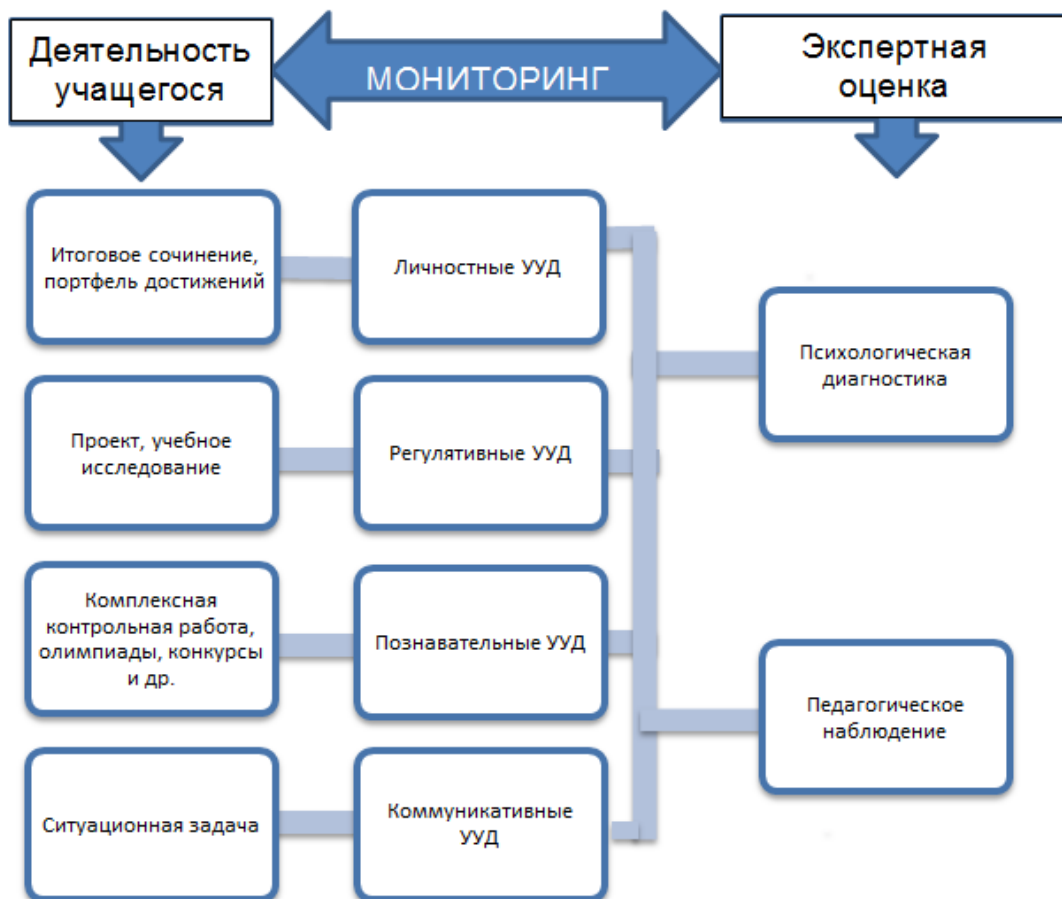 Деятельность
учащегося
МОНИТОРИНГ
Экспертная
оценка
Итоговое сочинение,
портфель достижений
Личностные УУД
Психологическая
диагностика
Проект, учебное
исследование
Регулятивные УУД
Комплексная
контрольная работа,
олимпиады, конкурсы
и др.
Познавательные УУД
Педагогическое
наблюдение
Ситуационная задача
Коммуникативные
УУД